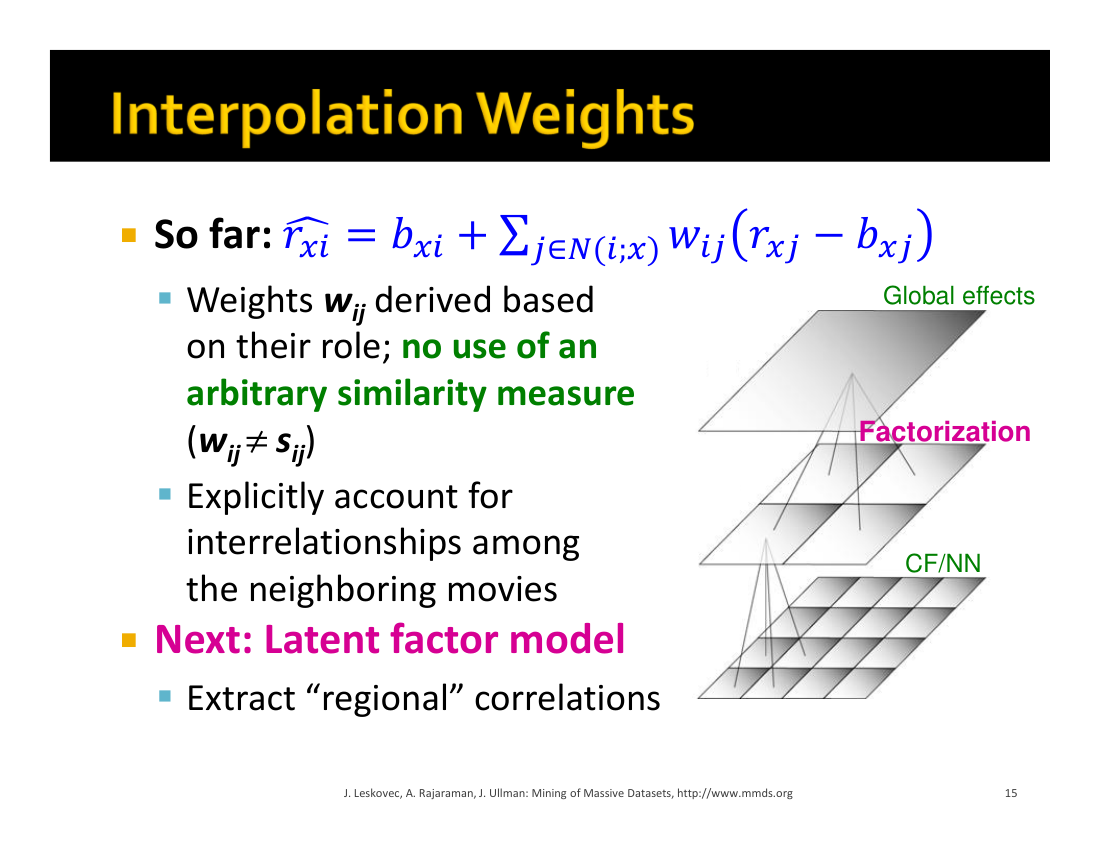 Interpolation Weights
So far: \widehat{r_{xi}} = b_{xi} + ∑_{j∈N(i;x)} w_{ij}(r_{xj} − b_{xj})
Weights w_{ij} derived based
on their role; no use of an
arbitrary similarity measure
(w_{ij} ≠ s_{ij})
Explicitly account for
interrelationships among
the neighboring movies
Next: Latent factor model
Extract “regional” correlations
Global effects
Factorization
CF/NN
J. Leskovec, A. Rajaraman, J. Ullman: Mining of Massive Datasets, http://www.mmds.org
15